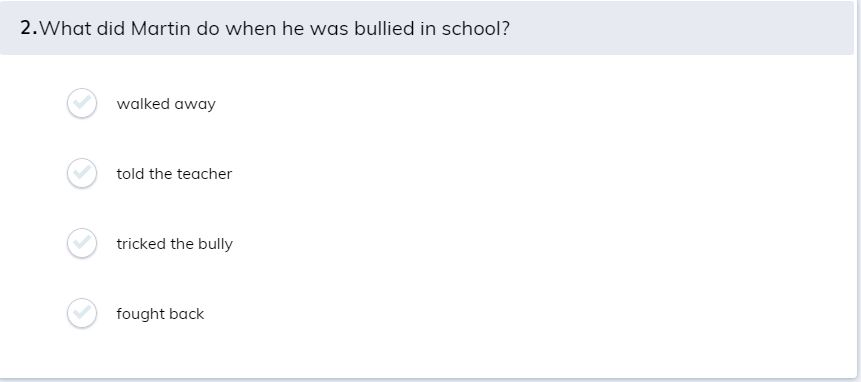 2.What did Martin do when he was bullied in school?
walked away
told the teacher
tricked the bully
fought back